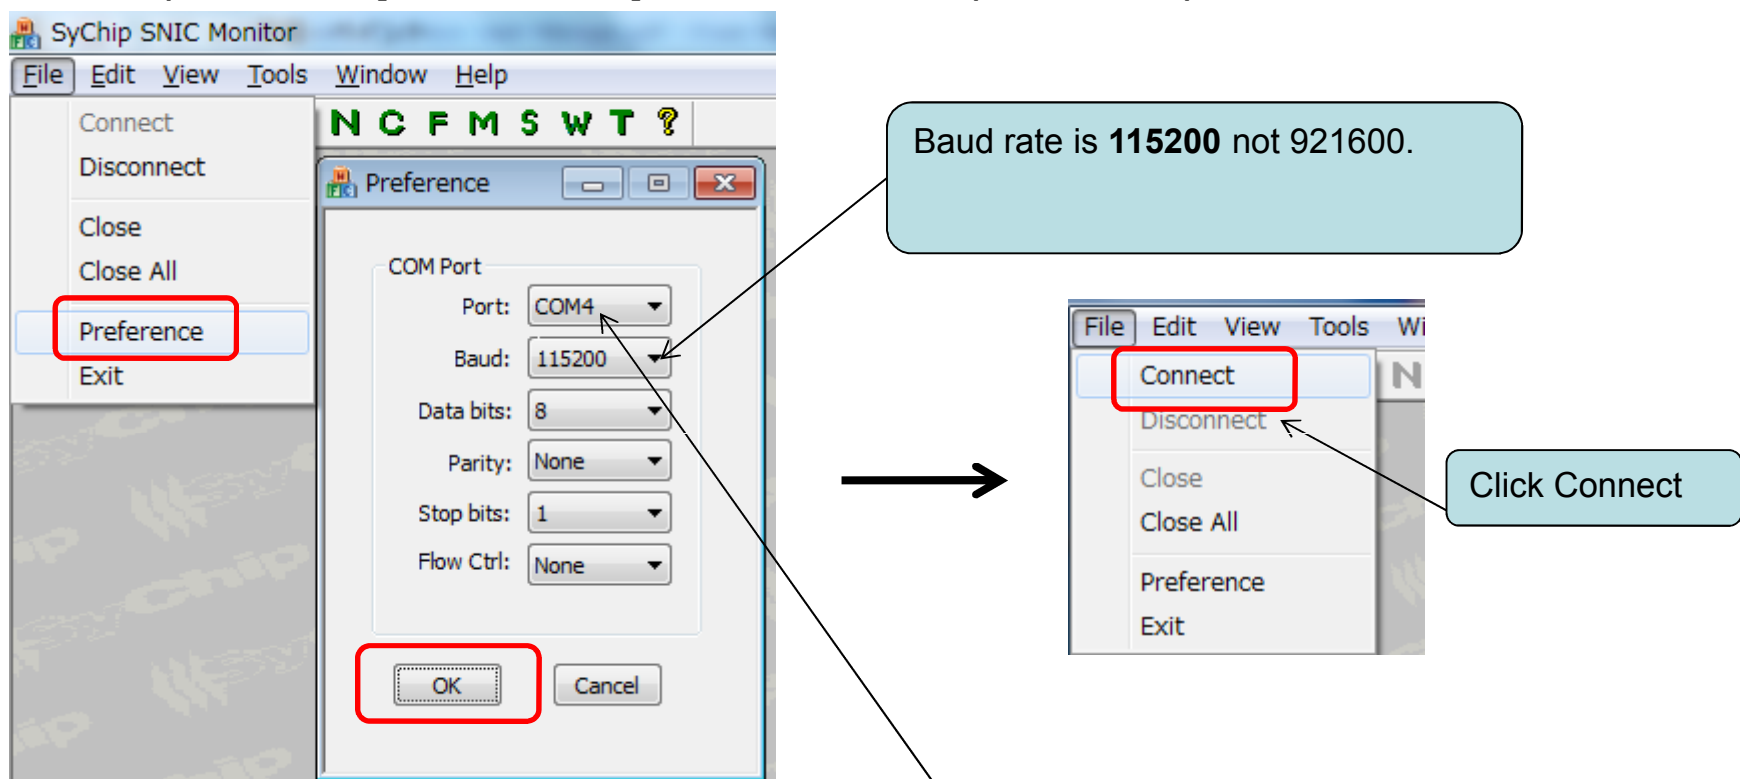 SyChip SNIC Monitor
File Edit View Tools Window Help
Connect
Disconnect
Close
Close All
Preference
Exit
N C F M S W T ?
Preference
COM Port
Port: COM4
Baud: 115200
Data bits: 8
Parity: None
Stop bits: 1
Flow Ctrl: None
OK Cancel
Baud rate is 115200 not 921600.
File Edit View Tools Wi
Connect
N
Disconnect
Close
Close All
Preference
Exit
Click Connect